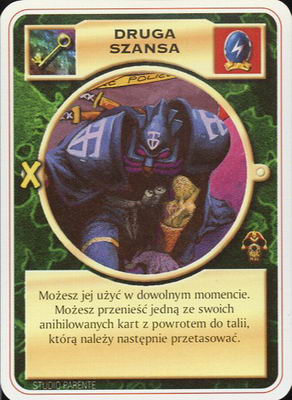 DRUGA
SZANSA
POLICE
X
Możesz jej użyć w dowolnym momencie.
Możesz przenieść jedną ze swoich
anihilowanych kart z powrotem do talii,
którą należy następnie przetasować.
STUDIO PARENTE